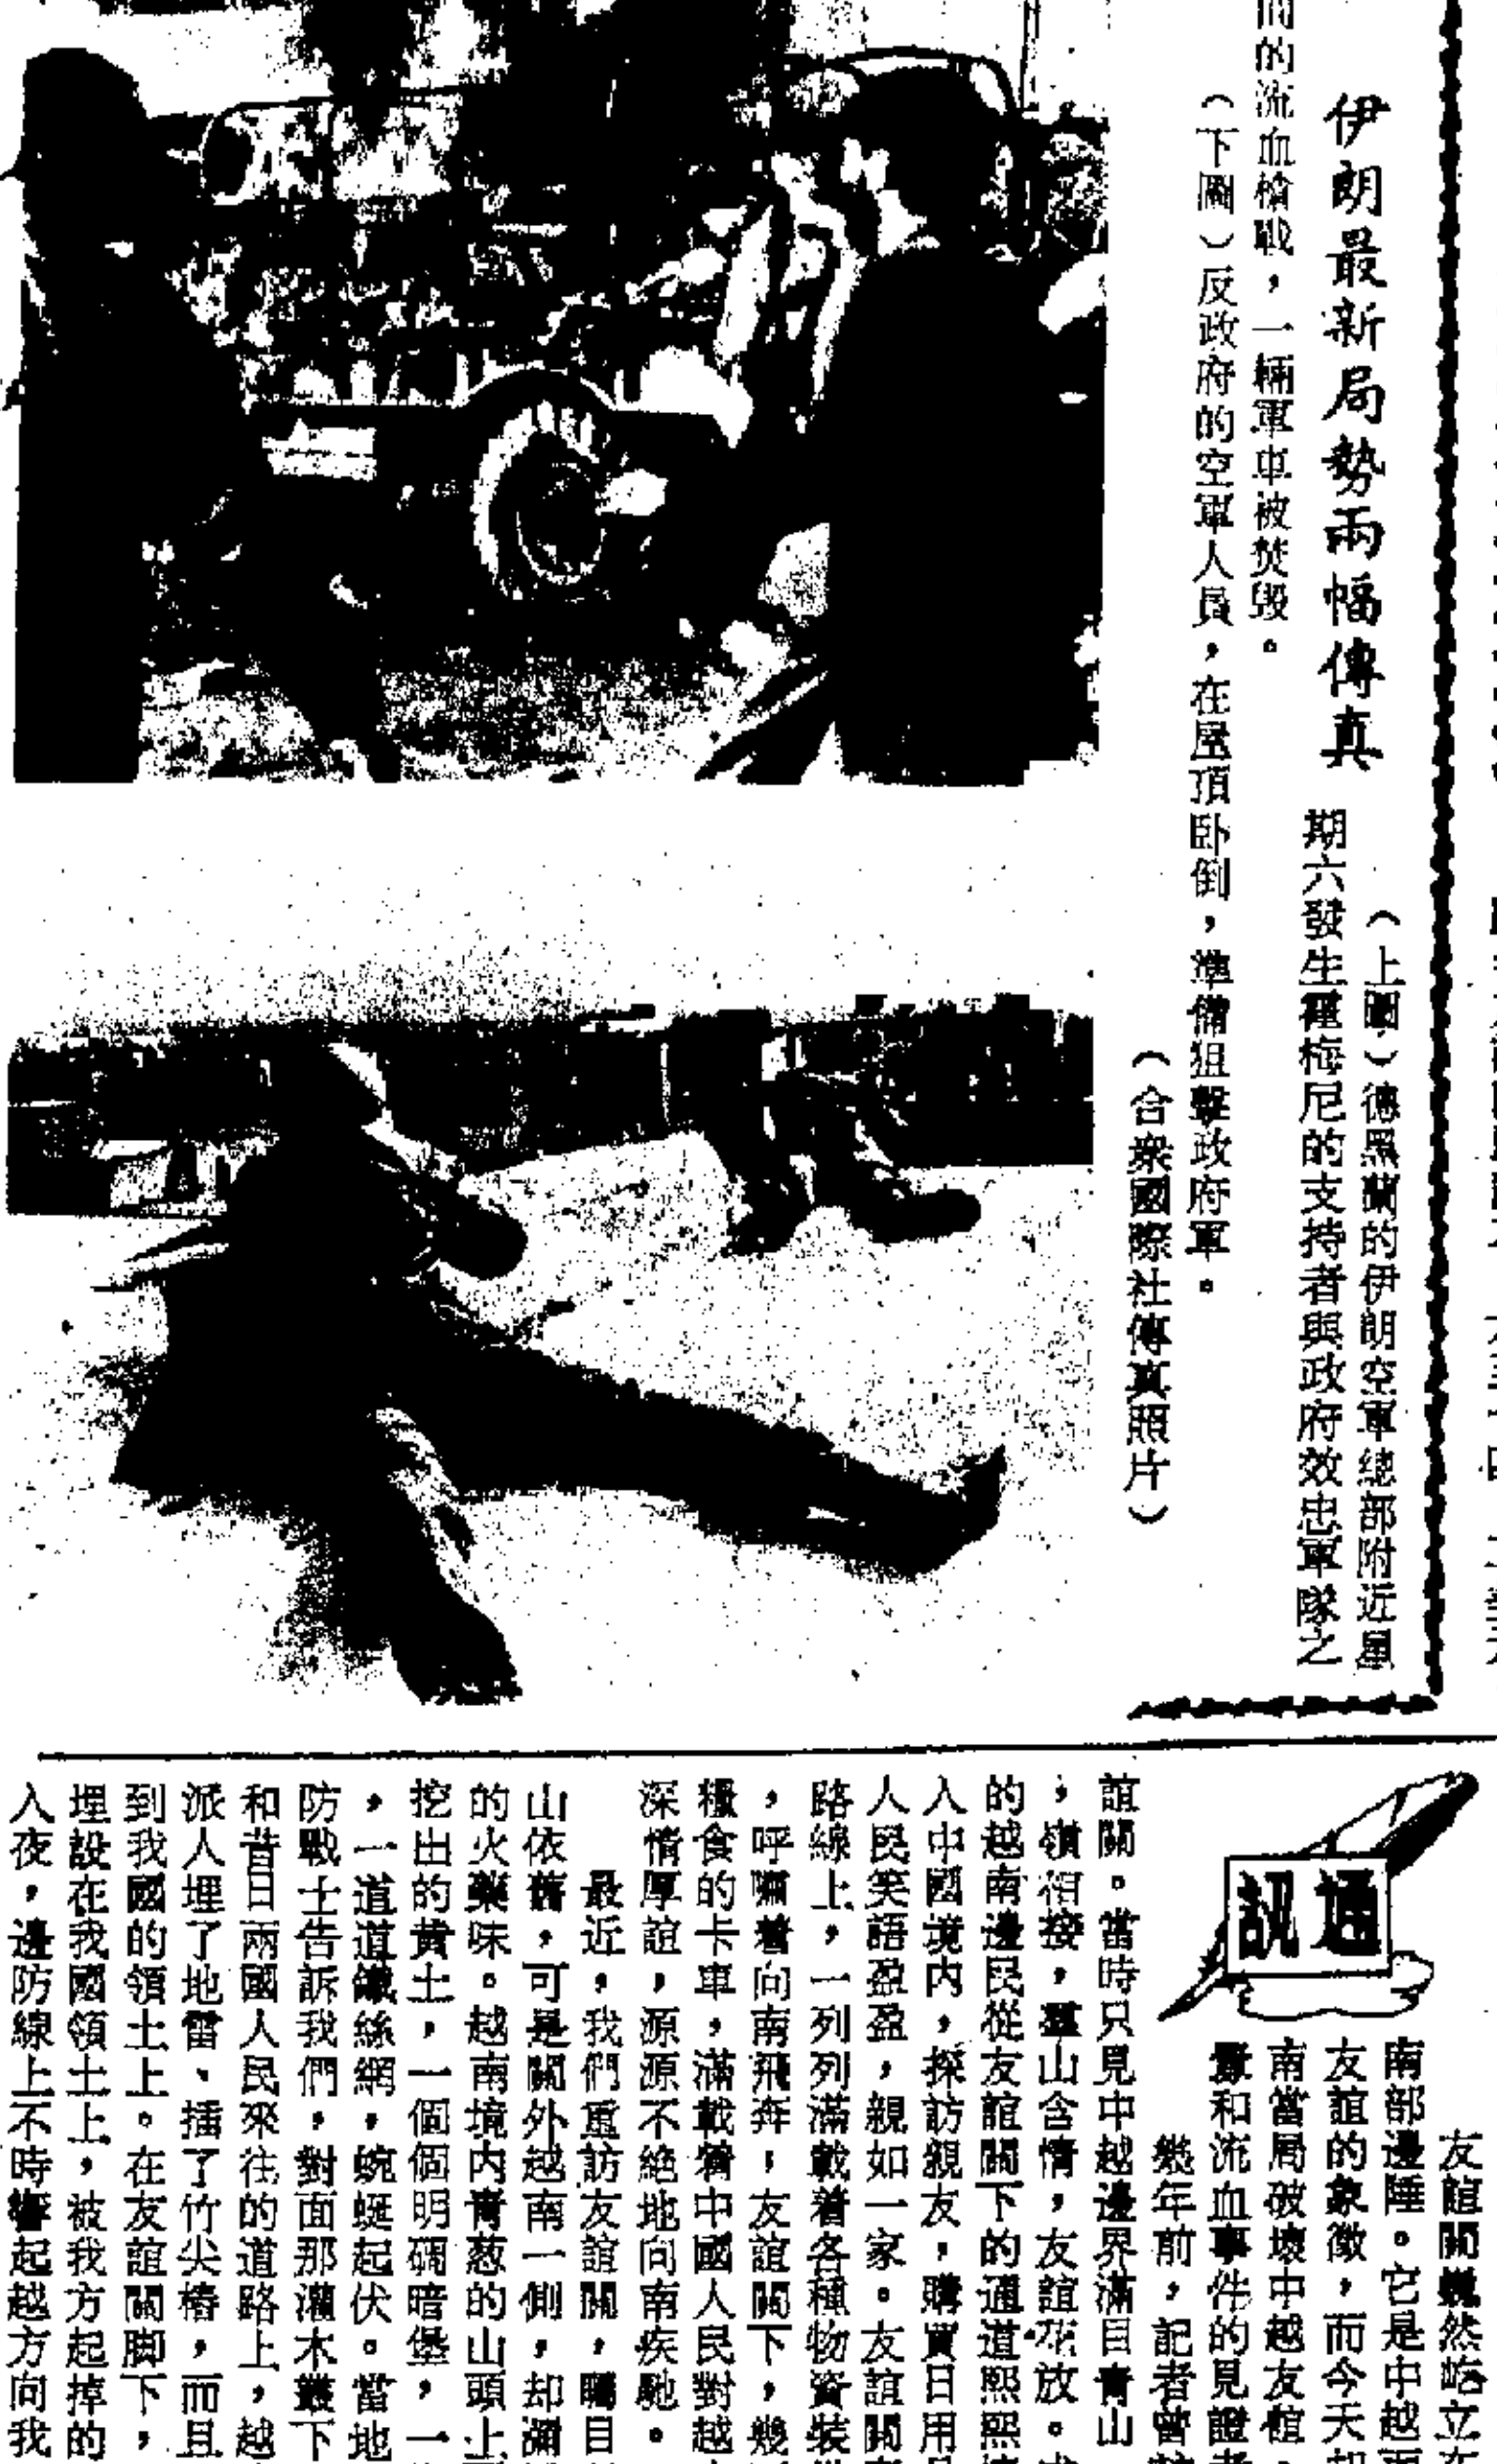 伊朗最新局勢兩幅傳真
（上圖）德黑蘭的伊朗空軍總部附近星
期六發生霍梅尼的支持者與政府效忠軍隊之
間的流血槍戰，一輛軍車被焚毁。
（下圖）反政府的空軍人員，在屋頂卧倒，準備狙擊政府軍。
（合衆國際社傳真照片）
通訊
友誼關巍然屹立在
南部邊陲。它是中越兩
友誼的象徵，而今天却
南當局破壞中越友誼，
和流血事件的見證者
幾年前，記者曾訪
誼關。當時只見中越邊界滿目青山
，嶺相接，羣山含情，友誼花放。
的越南邊民從友誼關下的通道熙熙
入中國境内，探訪親友，購買日用品
人民笑語盈盈，親如一家。友誼關
路線上，一列列滿載着各種物資裝
，呼嘯着向南飛奔，友誼關下，幾
糧食的卡車，滿載着中國人民對越
深情厚誼，源源不絕地向南疾馳。
最近，我們重訪友誼關，矚目
山依舊，可是關外越南一側，却瀰
的火藥味。越南境内青葱的山頭上
挖出的黄土，一個個明碉暗堡，一
，一道道鐵絲網，蜿蜒起伏。當地
防戰士告訴我們，對面那灌木叢下
和昔日兩國人民來往的道路上，越
派人埋了地雷、插了竹尖樁，而且
到我國的領土上。在友誼關脚下，
埋設在我國領土上，被我方起掉的
入夜，邊防線上不時響起越方向我